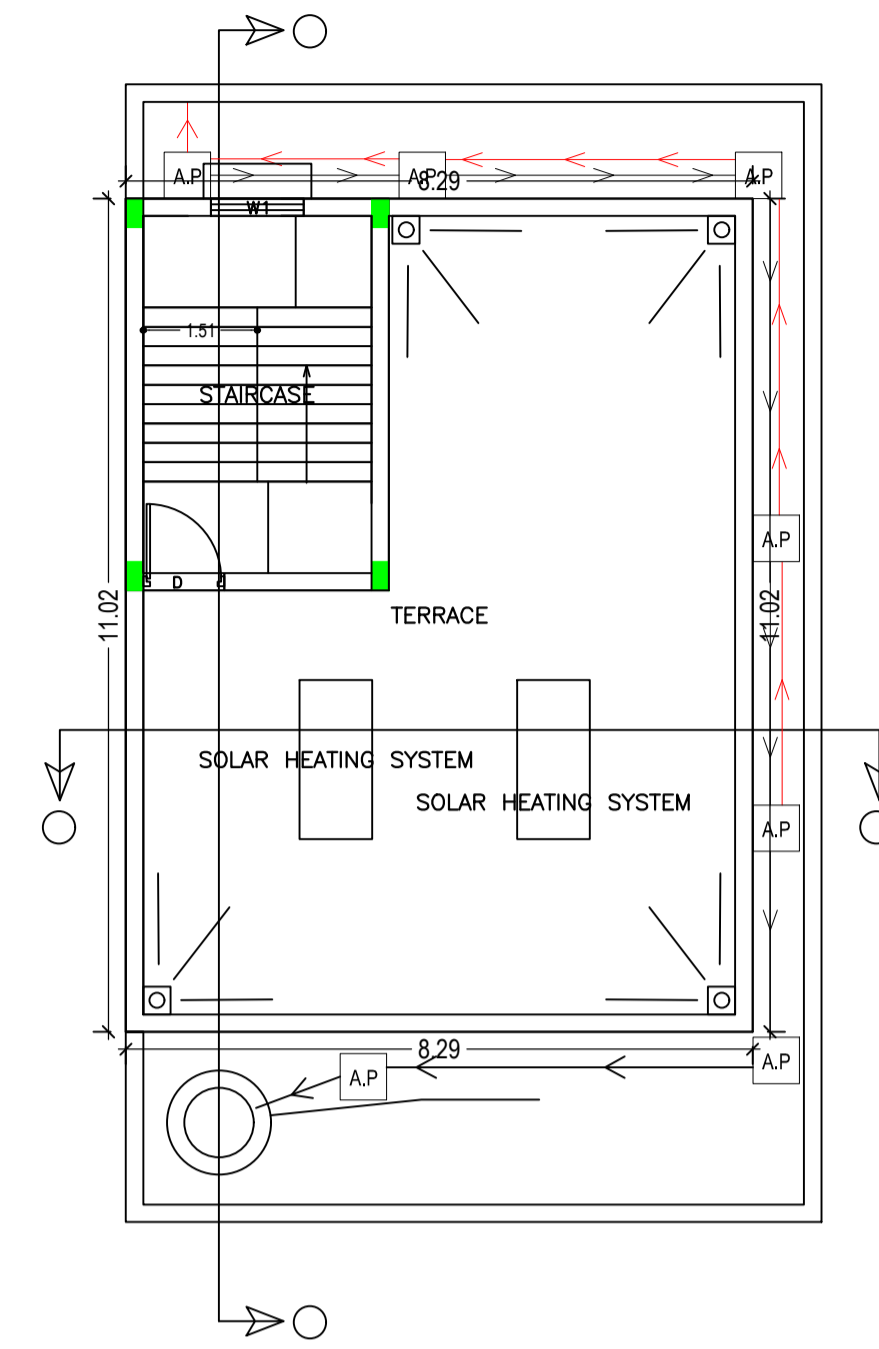 A.P
A.P
A.P
8.29
W1
1.51
STAIRCASE
A.P
D
11.02
11.02
TERRACE
SOLAR HEATING SYSTEM
SOLAR HEATING SYSTEM
A.P
8.29
A.P
A.P